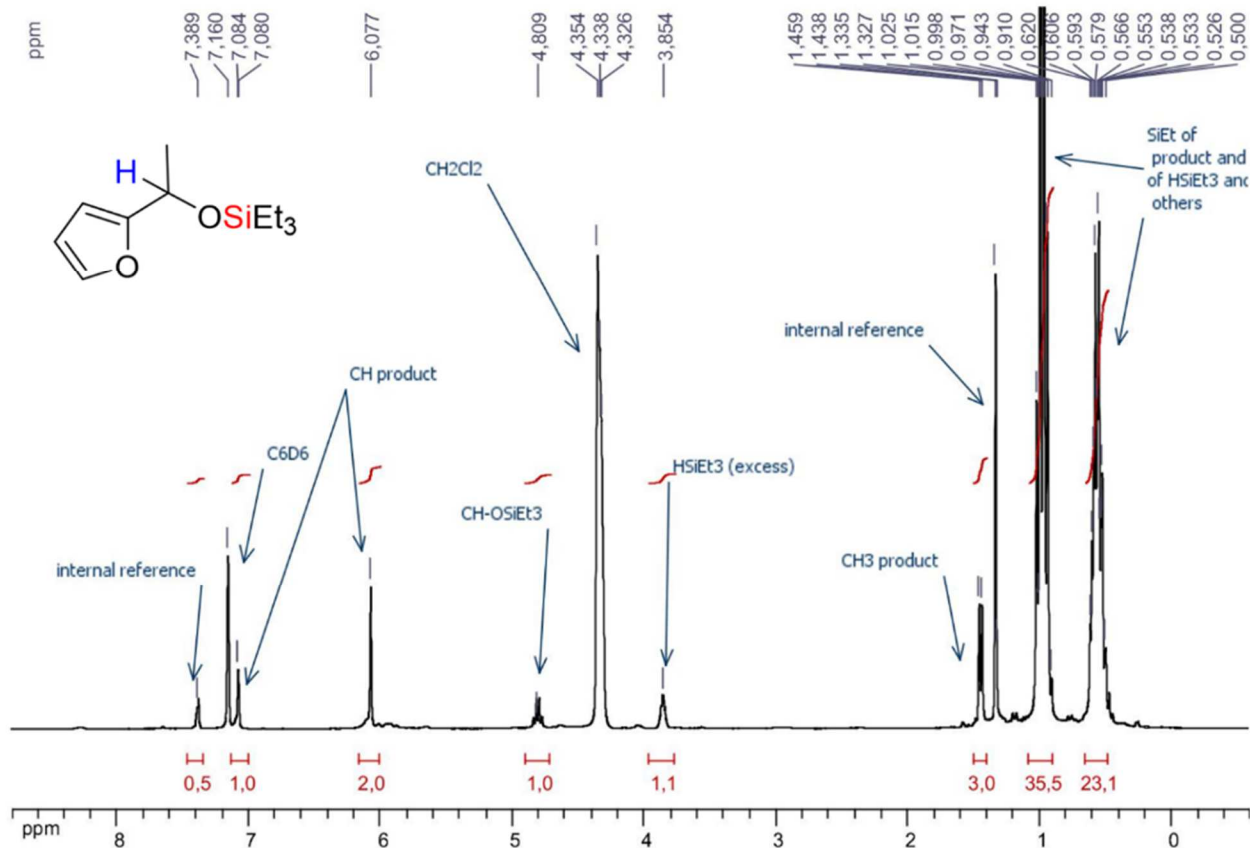 ppm
7,389
7,160
7,084
7,080
6,077
4,809
4,354
4,338
4,326
3,854
1,459
1,438
1,335
1,327
1,025
1,015
0,998
0,971
0,943
0,910
0,620
0,606
0,593
0,579
0,566
0,553
0,538
0,533
0,526
0,500
H
OSiEt3
O
CH2Cl2
SiEt of
product and
of HSiEt3 and
others
internal reference
CH product
C6D6
HSiEt3 (excess)
CH-OSiEt3
internal reference
CH3 product
0,5 1,0 2,0 1,0 1,1 3,0 35,5 23,1
ppm 8 7 6 5 4 3 2 1 0